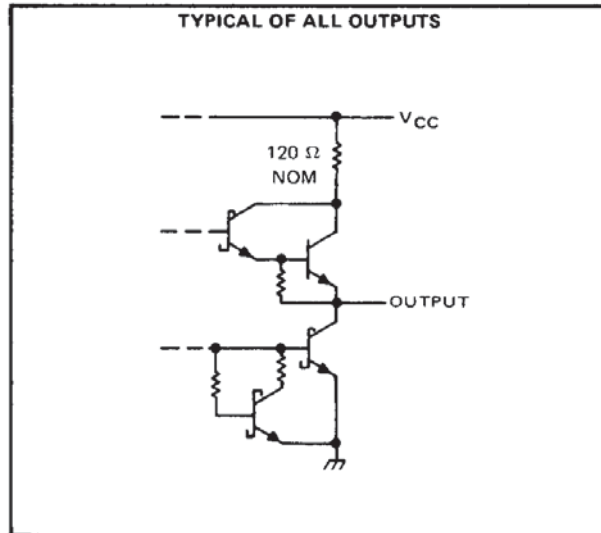 TYPICAL OF ALL OUTPUTS
VCC
120 Ω
NOM
OUTPUT